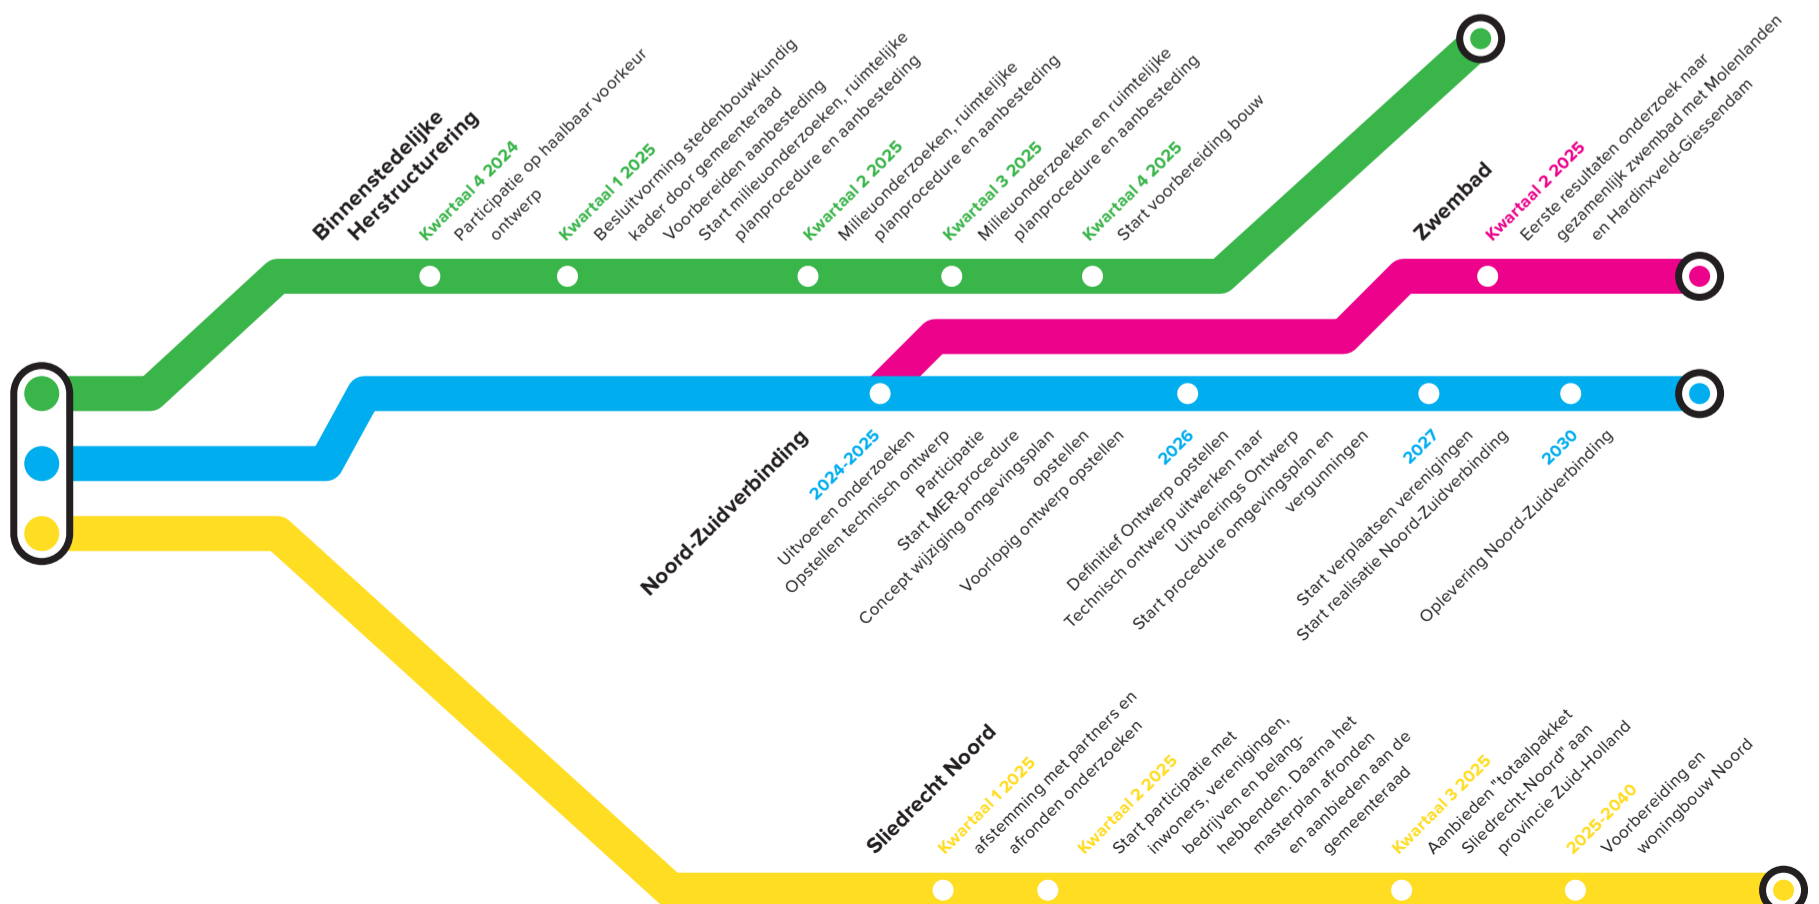 Binnenstedelijke
Herstructurering
Kwartaal 4 2024
Participatie op haalbaar voorkeur
ontwerp
Kwartaal 1 2025
Besluitvorming stedenbouwkundig
kader door gemeenteraad
Voorbereiden aanbesteding
Start milieuonderzoeken, ruimtelijke
planprocedure en aanbesteding
Kwartaal 2 2025
Milieuonderzoeken, ruimtelijke
planprocedure en aanbesteding
Kwartaal 3 2025
Milieuonderzoeken en ruimtelijke
planprocedure en aanbesteding
Kwartaal 4 2025
Start voorbereiding bouw
Zwembad
Kwartaal 2 2025
Eerste resultaten onderzoek naar
gezamenlijk zwembad met Molenlanden
en Hardinxveld-Giessendam
Noord-Zuidverbinding
2024-2025
Uitvoeren onderzoeken
Opstellen technisch ontwerp
Participatie
Start MER-procedure
Concept wijziging omgevingsplan
opstellen
Voorlopig ontwerp opstellen
2026
Definitief Ontwerp opstellen
Technisch ontwerp uitwerken naar
Uitvoerings Ontwerp
Start procedure omgevingsplan en
vergunningen
2027
Start verplaatsen verenigingen
Start realisatie Noord-Zuidverbinding
2030
Oplevering Noord-Zuidverbinding
Sliedrecht Noord
Kwartaal 1 2025
afstemming met partners en
afronden onderzoeken
Kwartaal 2 2025
Start participatie met
inwoners, verenigingen,
bedrijven en belang-
hebbenden. Daarna het
masterplan afronden
en aanbieden aan de
gemeenteraad
Kwartaal 3 2025
Aanbieden "totaalpakket
Sliedrecht-Noord" aan
provincie Zuid-Holland
2025-2040
Voorbereiding en
woningbouw Noord